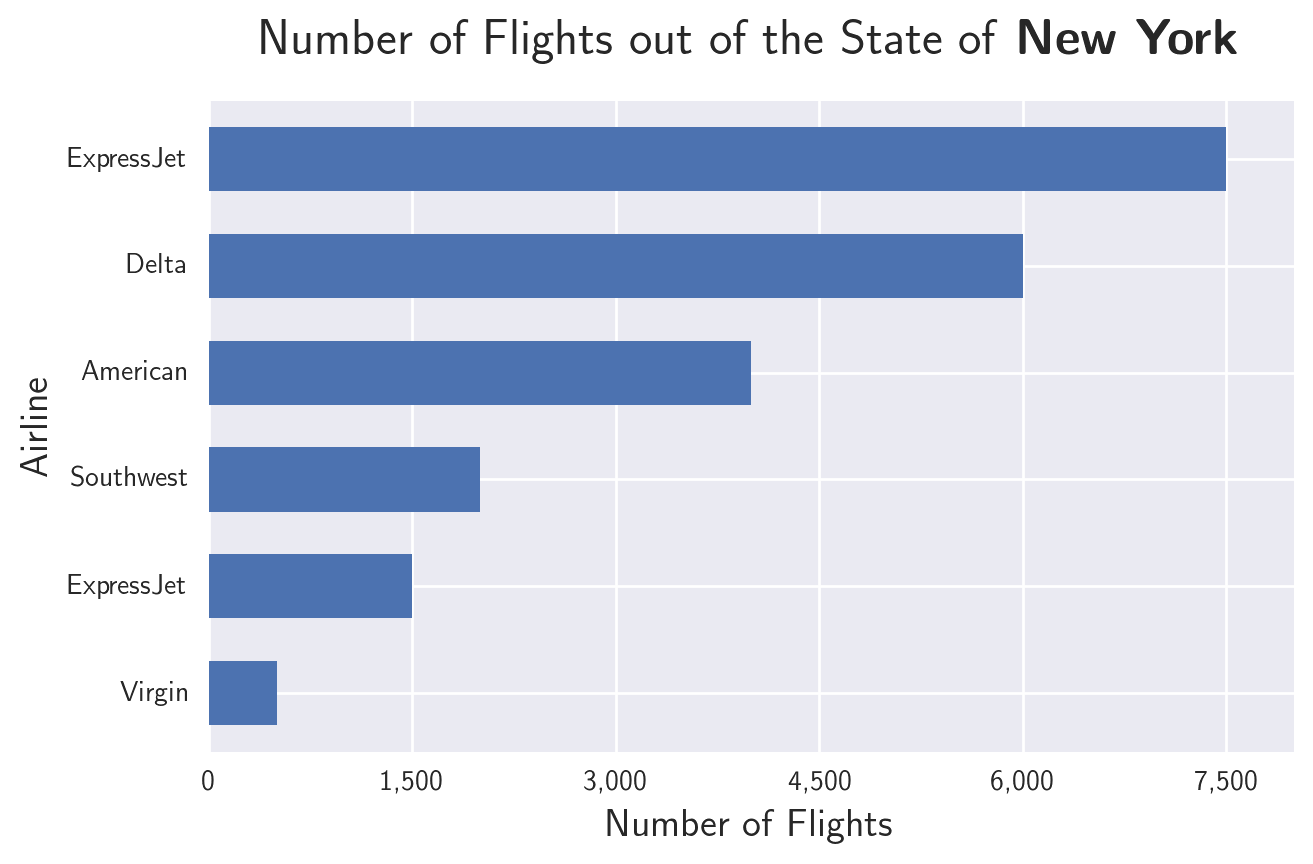 Number of Flights out of the State of New York
ExpressJet
Delta
American
Southwest
ExpressJet
Virgin
Airline
0 1,500 3,000 4,500 6,000 7,500
Number of Flights